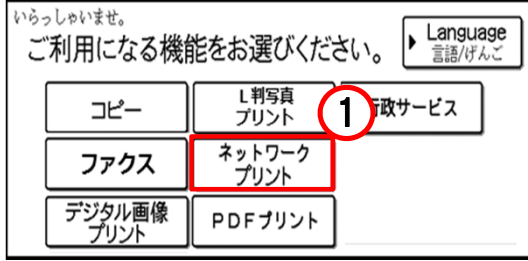 いらっしゃいませ。
ご利用になる機能をお選びください。
Language
言語/げんご
コピー
L判写真
プリント
1
政サービス
ファクス
ネットワーク
プリント
デジタル画像
プリント
PDFプリント